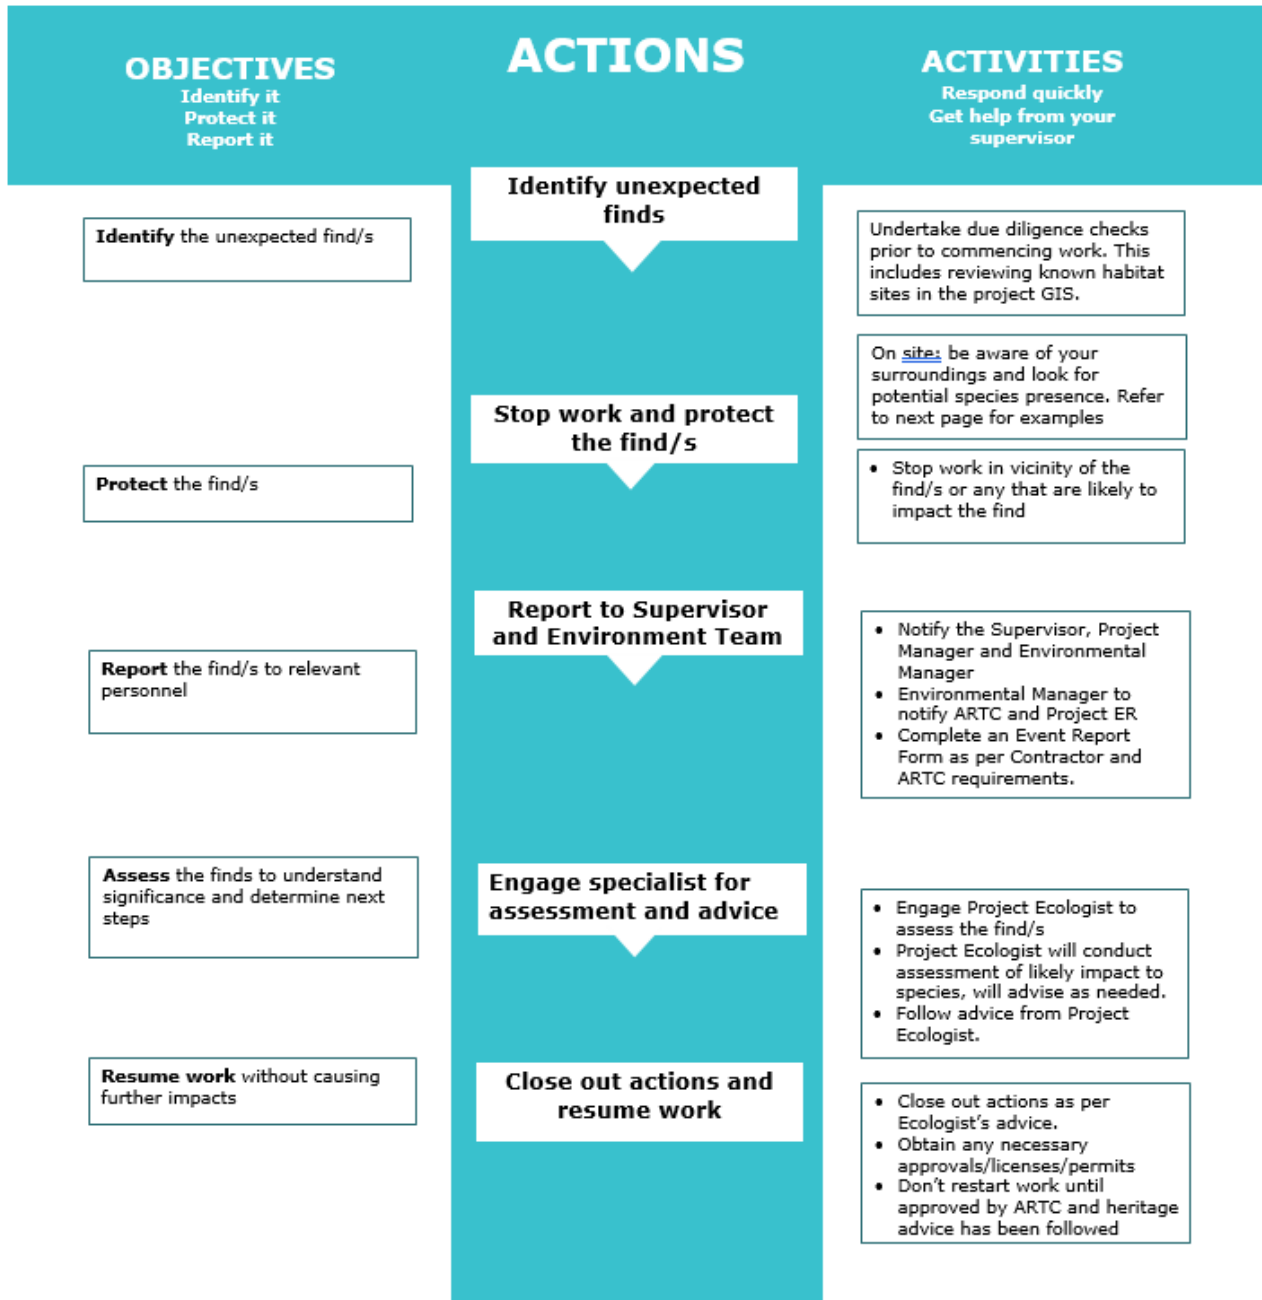 OBJECTIVES
Identify it
Protect it
Report it
ACTIONS
ACTIVITIES
Respond quickly
Get help from your
supervisor
Identify unexpected
finds
Identify the unexpected find/s
Undertake due diligence checks
prior to commencing work. This
includes reviewing known habitat
sites in the project GIS.
On site: be aware of your
surroundings and look for
potential species presence. Refer
to next page for examples
Stop work and protect
the find/s
Protect the find/s
• Stop work in vicinity of the
find/s or any that are likely to
impact the find
Report to Supervisor
and Environment Team
Report the find/s to relevant
personnel
• Notify the Supervisor, Project
Manager and Environmental
Manager
• Environmental Manager to
notify ARTC and Project ER
• Complete an Event Report
Form as per Contractor and
ARTC requirements.
Assess the finds to understand
significance and determine next
steps
Engage specialist for
assessment and advice
• Engage Project Ecologist to
assess the find/s
• Project Ecologist will conduct
assessment of likely impact to
species, will advise as needed.
• Follow advice from Project
Ecologist.
Resume work without causing
further impacts
Close out actions and
resume work
• Close out actions as per
Ecologist's advice.
• Obtain any necessary
approvals/licenses/permits
• Don't restart work until
approved by ARTC and heritage
advice has been followed